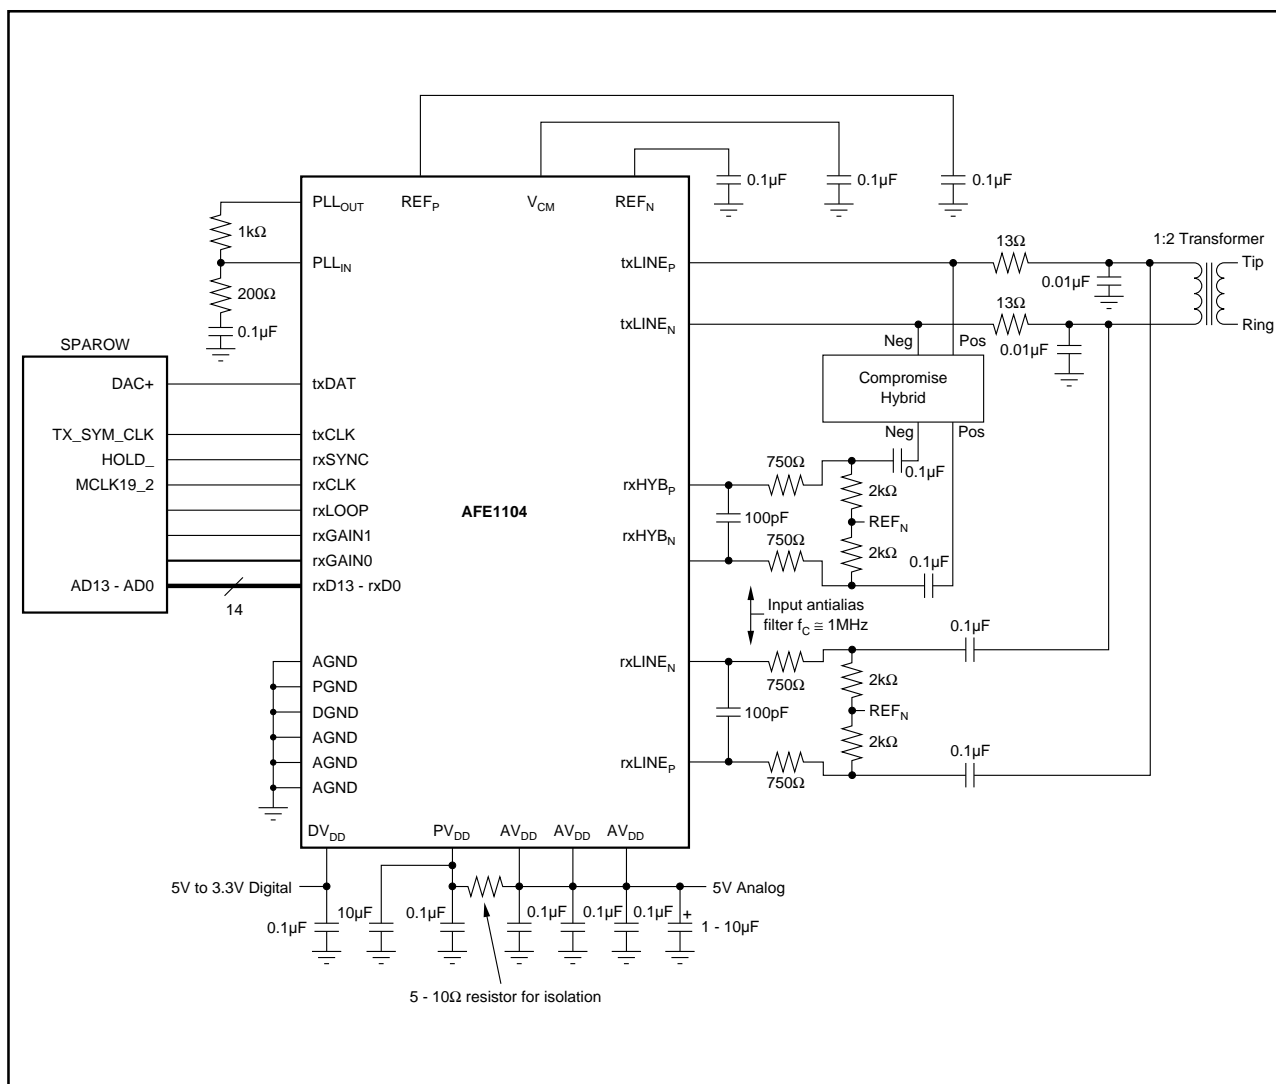 0.1µF
0.1µF
0.1µF
PLLOUT
REFP
VCM
REFN
1kΩ
PLLIN
200Ω
0.1µF
txLINEP
13Ω
1:2 Transformer
Tip
0.01µF
txLINEN
13Ω
Ring
0.01µF
Neg
Pos
Compromise
Hybrid
Neg
Pos
SPAROW
DAC+
txDAT
TX_SYM_CLK
txCLK
HOLD_
rxSYNC
MCLK19_2
rxCLK
rxLOOP
rxGAIN1
rxGAIN0
AD13 - AD0
rxD13 - rxD0
14
AFE1104
rxHYBP
750Ω
0.1µF
2kΩ
100pF
REFN
rxHYBN
750Ω
2kΩ
0.1µF
Input antialias
filter fC ≅ 1MHz
rxLINEN
750Ω
0.1µF
2kΩ
100pF
REFN
2kΩ
rxLINEP
750Ω
0.1µF
AGND
PGND
DGND
AGND
AGND
AGND
DVDD
PVDD
AVDD
AVDD
AVDD
5V to 3.3V Digital
5V Analog
0.1µF
10µF
0.1µF
0.1µF
0.1µF
0.1µF
+
1 - 10µF
5 - 10Ω resistor for isolation